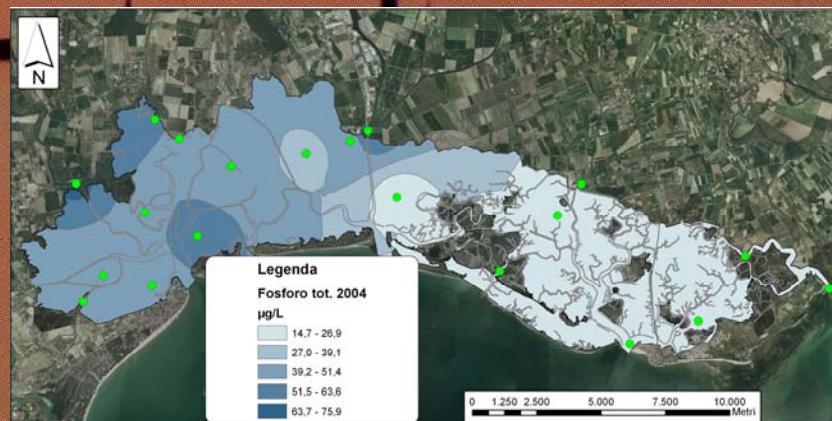 N
Legenda
Fosforo tot. 2004
µg/L
14,7 - 26,9
27,0 - 39,1
39,2 - 51,4
51,5 - 63,6
63,7 - 75,9
0 1.250 2.500 5.000 7.500 10.000
Metri